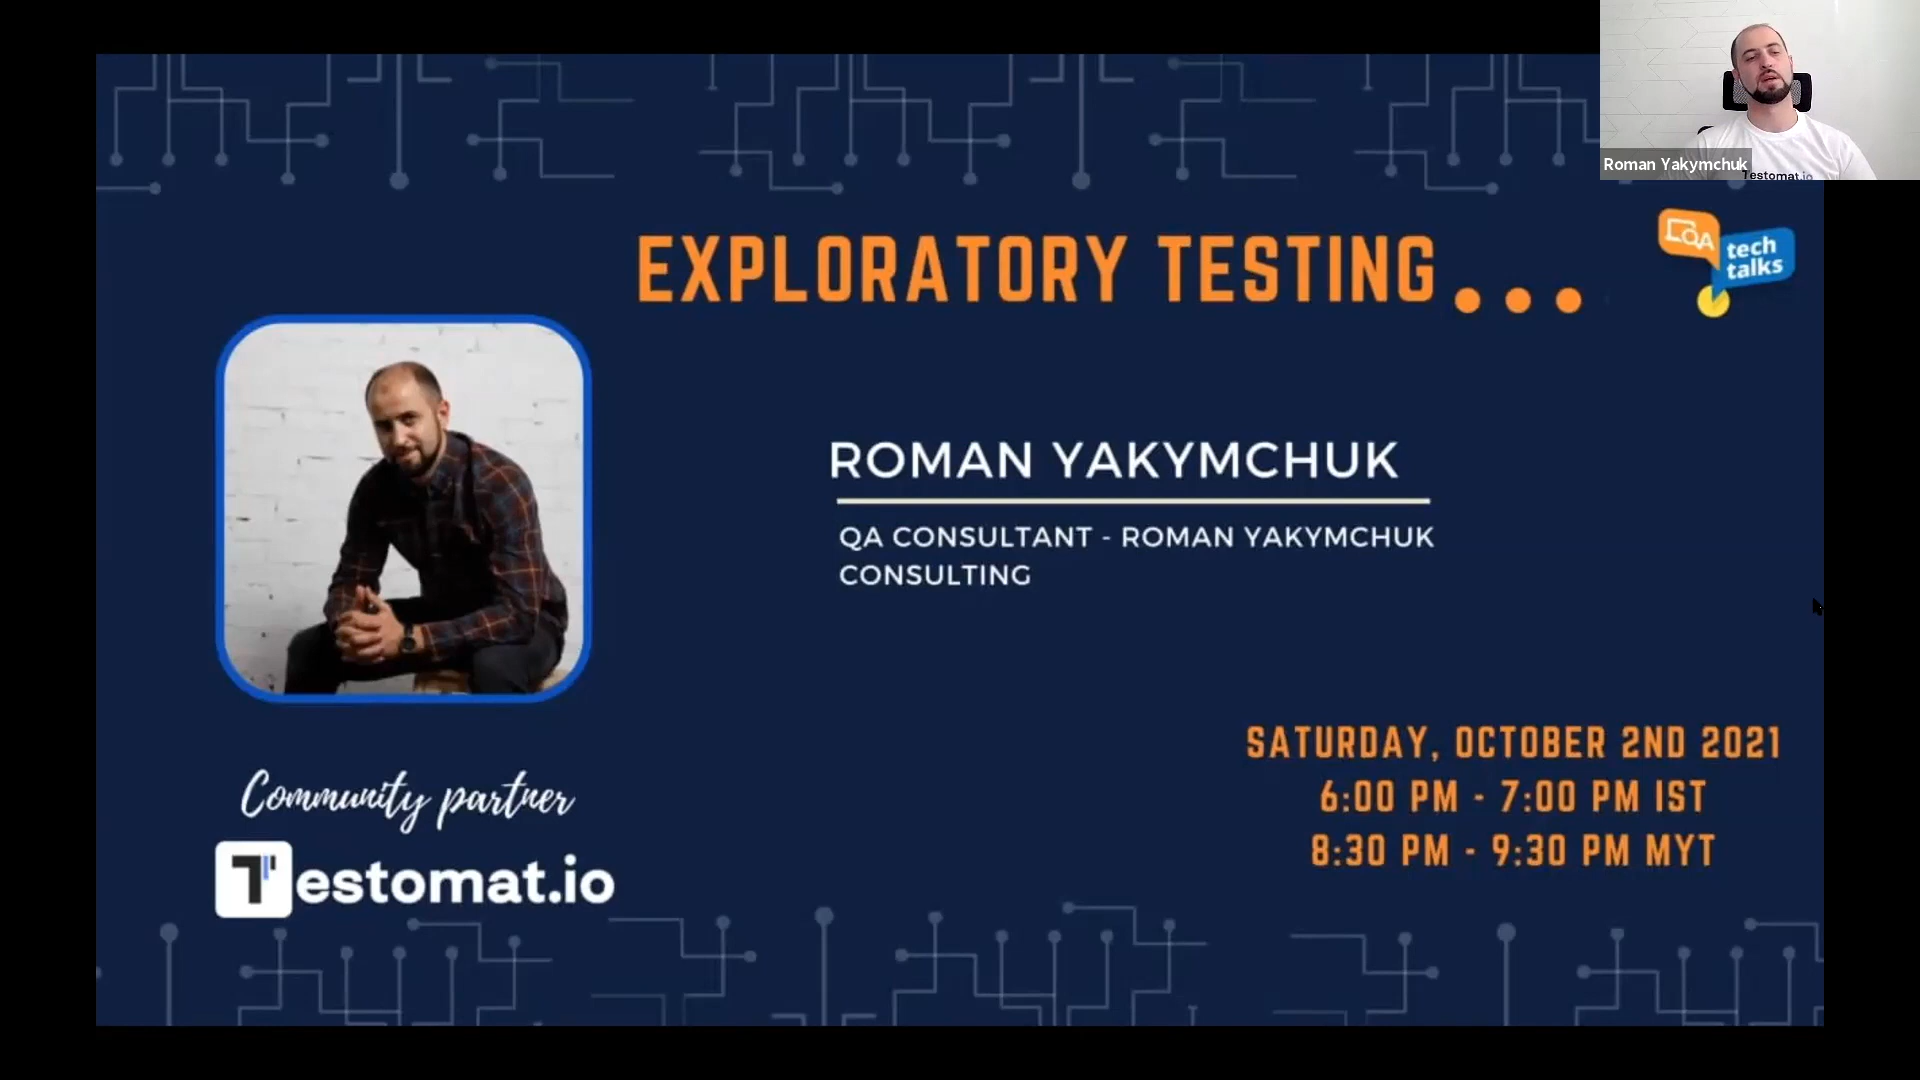 Roman Yakymchuk
Testomat.io
EXPLORATORY TESTING...
QA
tech
talks
ROMAN YAKYMCHUK
QA CONSULTANT - ROMAN YAKYMCHUK
CONSULTING
SATURDAY, OCTOBER 2ND 2021
6:00 PM - 7:00 PM IST
8:30 PM - 9:30 PM MYT
Community partner
Testomat.io